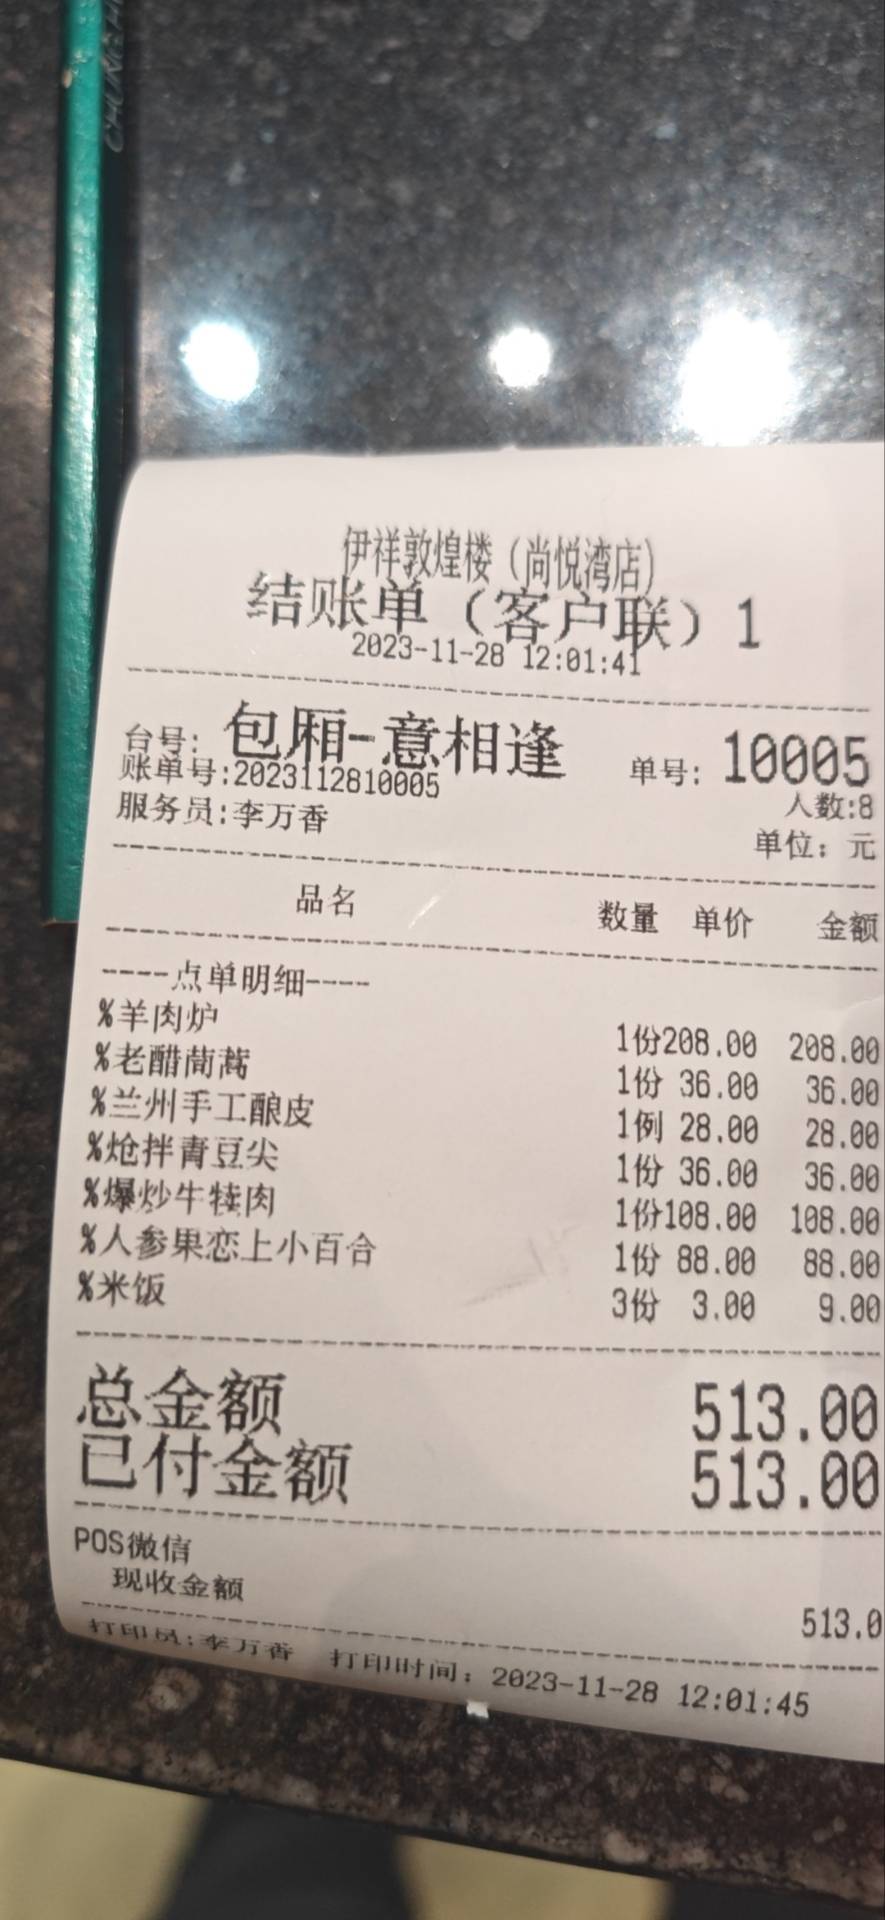 伊祥敦煌楼（尚悦湾店）
结账单（客户联）1
2023-11-28 12:01:41
台号: 包厢-意相逢 单号: 10005
账单号:2023112810005
服务员:李万香 人数:8
单位: 元
品名 数量 单价 金额
----点单明细----
%羊肉炉 1份 208.00 208.00
%老醋茼蒿 1份 36.00 36.00
%兰州手工酿皮 1例 28.00 28.00
%炝拌青豆尖 1份 36.00 36.00
%爆炒牛犊肉 1份 108.00 108.00
%人参果恋上小百合 1份 88.00 88.00
%米饭 3份 3.00 9.00
总金额 513.00
已付金额 513.00
POS微信
现收金额 513.0
打印员:李万香 打印时间: 2023-11-28 12:01:45